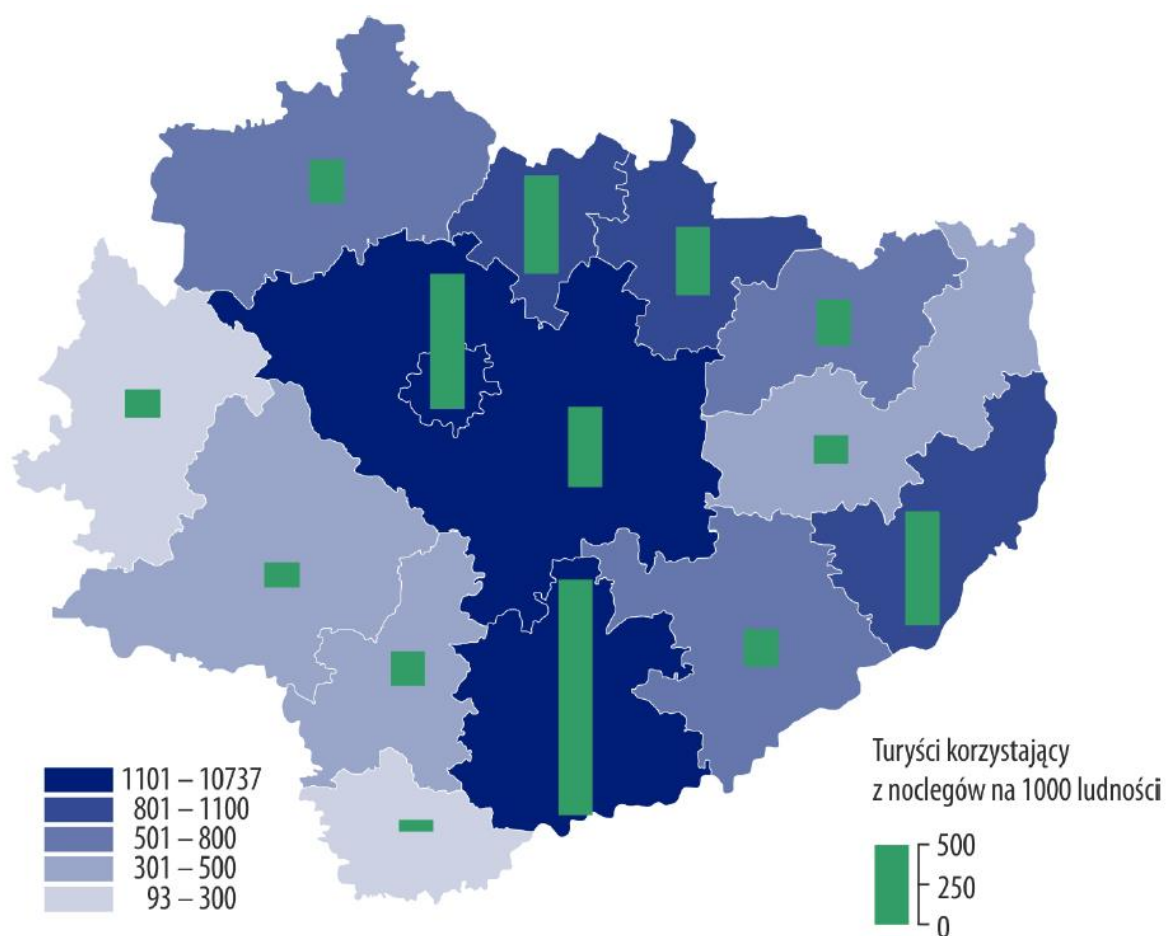 1101 – 10737
801 – 1100
501 – 800
301 – 500
93 – 300
Turyści korzystający
z noclegów na 1000 ludności
500
250
0